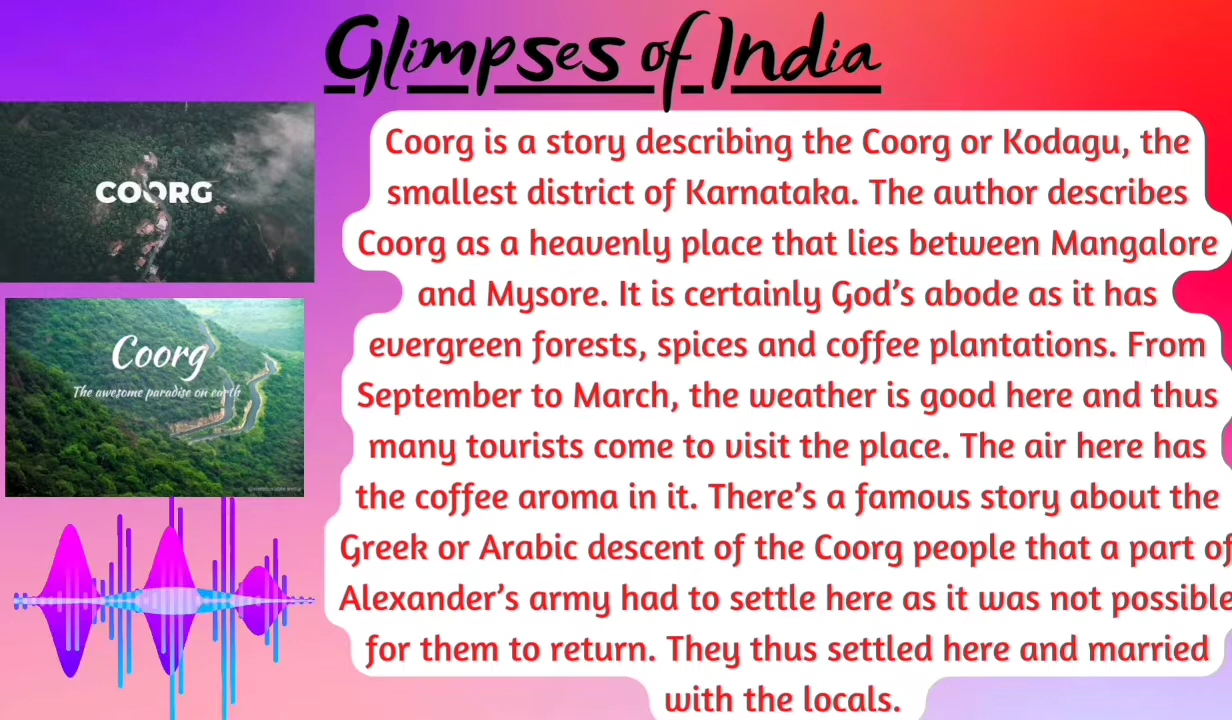 Glimpses of India
COORG
Coorg
The awesome paradise on earth
Coorg is a story describing the Coorg or Kodagu, the
smallest district of Karnataka. The author describes
Coorg as a heavenly place that lies between Mangalore
and Mysore. It is certainly God's abode as it has
evergreen forests, spices and coffee plantations. From
September to March, the weather is good here and thus
many tourists come to visit the place. The air here has
the coffee aroma in it. There's a famous story about the
Greek or Arabic descent of the Coorg people that a part of
Alexander's army had to settle here as it was not possible
for them to return. They thus settled here and married
with the locals.